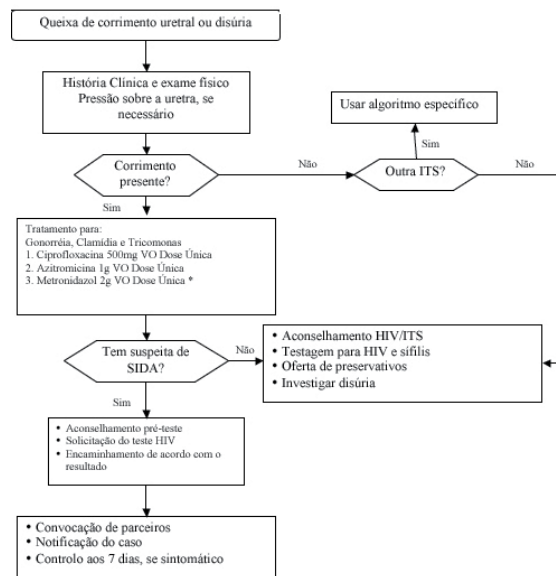 Queixa de corrimento uretral ou disúria
História Clínica e exame físico
Pressão sobre a uretra, se
necessário
Usar algoritmo específico
Sim
Corrimento
presente?
Não
Outra ITS?
Não
Sim
Tratamento para:
Gonorréia, Clamídia e Tricomonas
1. Ciprofloxacina 500mg VO Dose Única
2. Azitromicina 1g VO Dose Única
3. Metronidazol 2g VO Dose Única *
Tem suspeita de
SIDA?
Não
• Aconselhamento HIV/ITS
• Testagem para HIV e sífilis
• Oferta de preservativos
• Investigar disúria
Sim
• Aconselhamento pré-teste
• Solicitação do teste HIV
• Encaminhamento de acordo com o
resultado
• Convocação de parceiros
• Notificação do caso
• Controlo aos 7 dias, se sintomático